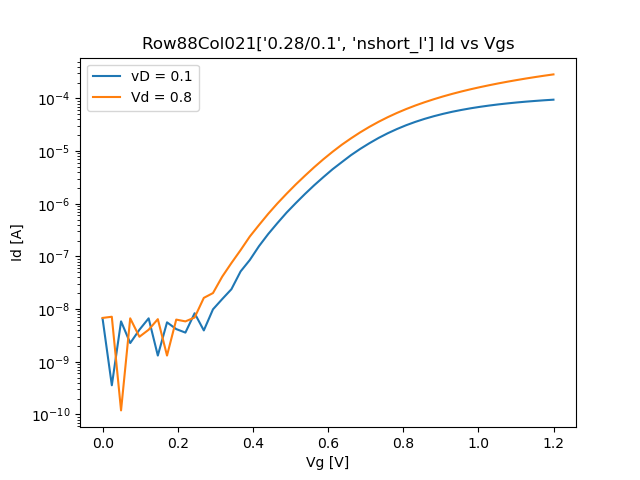 Row88Col021['0.28/0.1', 'nshort_l'] Id vs Vgs
vD = 0.1
Vd = 0.8
Id [A]
10⁻⁴
10⁻⁵
10⁻⁶
10⁻⁷
10⁻⁸
10⁻⁹
10⁻¹⁰
0.0 0.2 0.4 0.6 0.8 1.0 1.2
Vg [V]